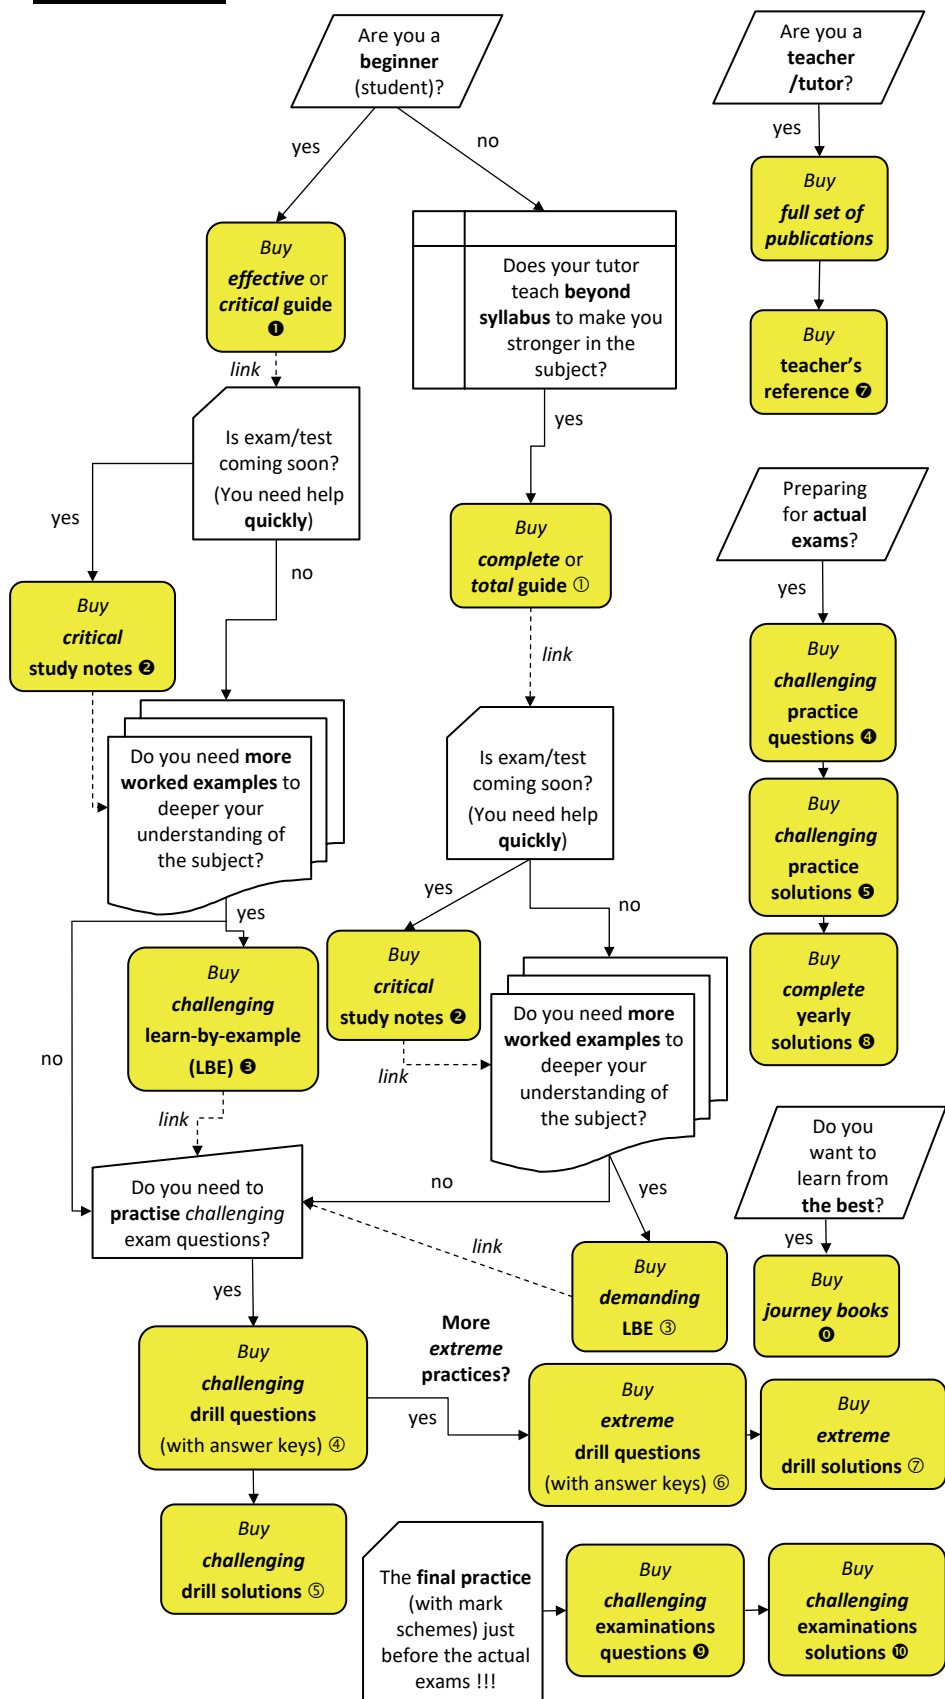 Are you a
beginner
(student)?
yes
no
Buy
effective or
critical guide
❶
link
Does your tutor
teach beyond
syllabus to make you
stronger in the
subject?
yes
Is exam/test
coming soon?
(You need help
quickly)
yes
no
Buy
critical
study notes ❷
Buy
complete or
total guide ①
link
Do you need more
worked examples to
deeper your
understanding of
the subject?
yes
no
Is exam/test
coming soon?
(You need help
quickly)
yes
no
Buy
challenging
learn-by-example
(LBE) ❸
link
Buy
critical
study notes ❷
link
Do you need more
worked examples to
deeper your
understanding of
the subject?
no
yes
Do you need to
practise challenging
exam questions?
yes
link
Buy
demanding
LBE ③
Buy
challenging
drill questions
(with answer keys) ④
More
extreme
practices?
yes
Buy
extreme
drill questions
(with answer keys) ⑥
Buy
extreme
drill solutions ⑦
Buy
challenging
drill solutions ⑤
The final practice
(with mark
schemes) just
before the actual
exams !!!
Buy
challenging
examinations
questions ❾
Buy
challenging
examinations
solutions ❿
Are you a
teacher
/tutor?
yes
Buy
full set of
publications
Buy
teacher's
reference ❼
Preparing
for actual
exams?
yes
Buy
challenging
practice
questions ❹
Buy
challenging
practice
solutions ❺
Buy
complete
yearly
solutions ❽
Do you
want to
learn from
the best?
yes
Buy
journey books
⓿